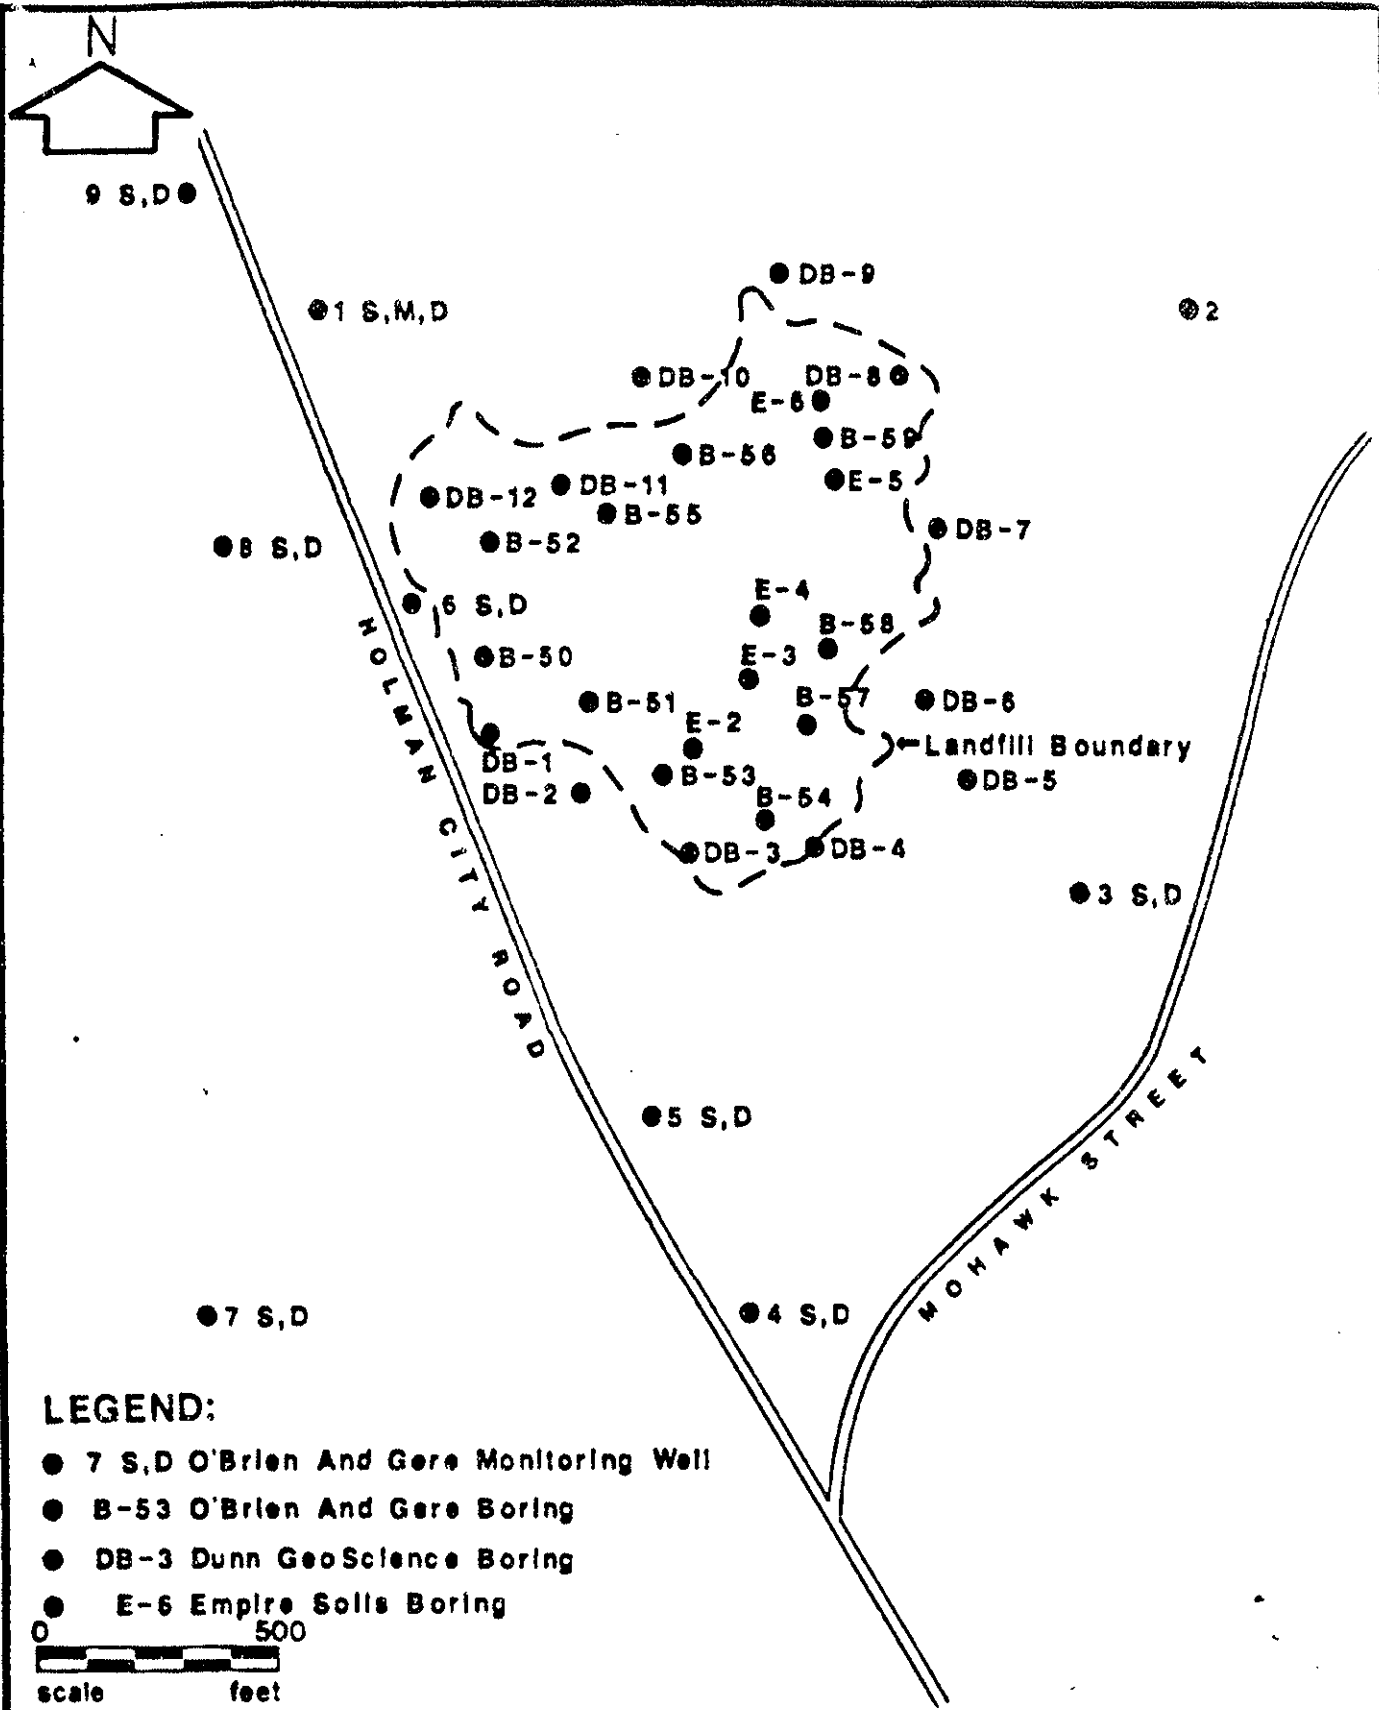 N
9 S,D
DB-9
1 S,M,D
2
DB-10
DB-8
E-6
B-59
B-56
E-5
DB-11
DB-12
B-55
DB-7
B-52
8 S,D
E-4
6 S,D
B-58
E-3
B-50
B-57
B-51
DB-6
E-2
Landfill Boundary
DB-1
B-53
DB-5
DB-2
B-54
DB-3
DB-4
3 S,D
HOLMAN CITY ROAD
5 S,D
MOHAWK STREET
7 S,D
4 S,D
LEGEND:
7 S,D O'Brien And Gere Monitoring Well
B-53 O'Brien And Gere Boring
DB-3 Dunn GeoScience Boring
E-6 Empire Soils Boring
0 500
scale feet